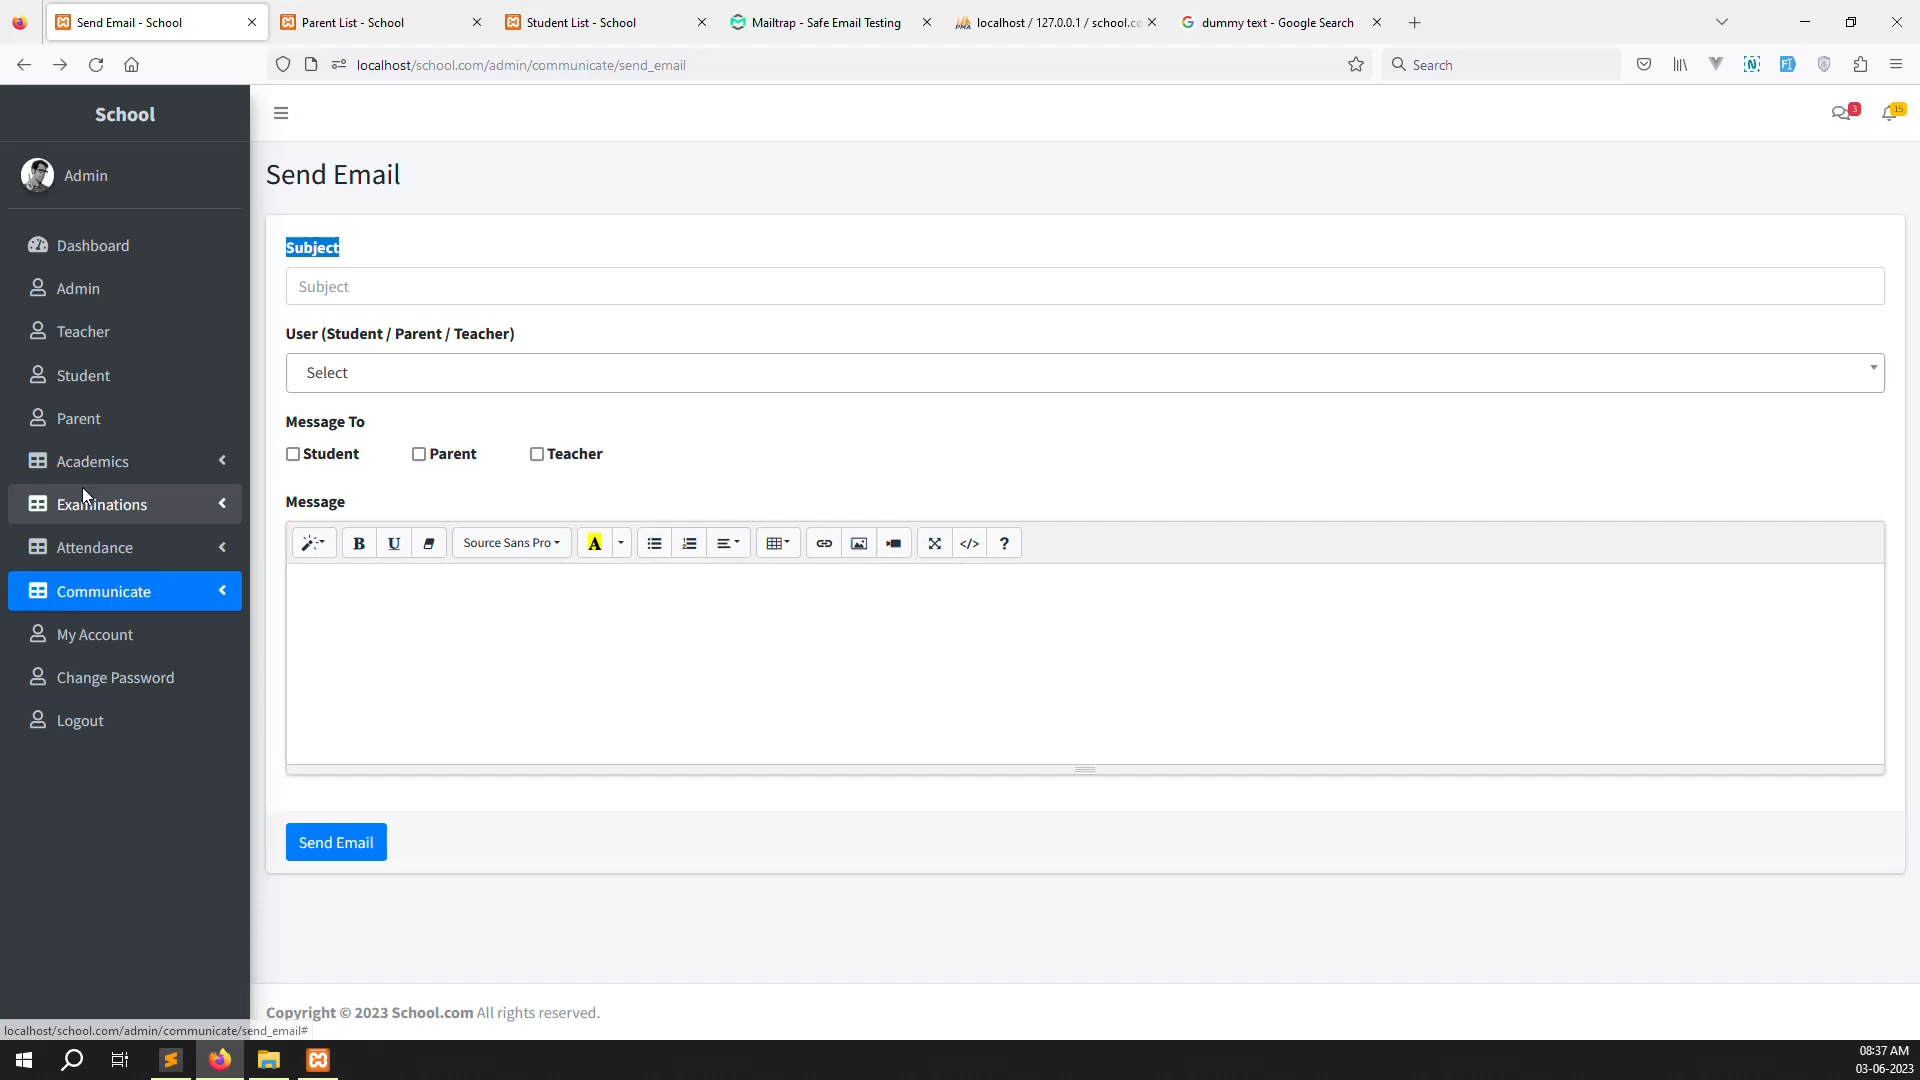 Send Email - School
Parent List - School
Student List - School
Mailtrap - Safe Email Testing
localhost / 127.0.0.1 / school.co
dummy text - Google Search
localhost/school.com/admin/communicate/send_email
Search
School
3
15
Admin
Send Email
Dashboard
Admin
Teacher
Student
Parent
Academics
Examinations
Attendance
Communicate
My Account
Change Password
Logout
Subject
Subject
User (Student / Parent / Teacher)
Select
Message To
Student Parent Teacher
Message
B U Source Sans Pro A </> ?
Send Email
Copyright © 2023 School.com All rights reserved.
localhost/school.com/admin/communicate/send_email#
08:37 AM
03-06-2023